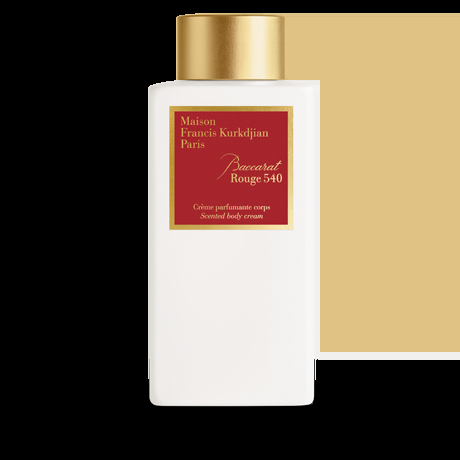 Maison
Francis Kurkdjian
Paris
Baccarat
Rouge 540
Crème parfumante corps
Scented body cream